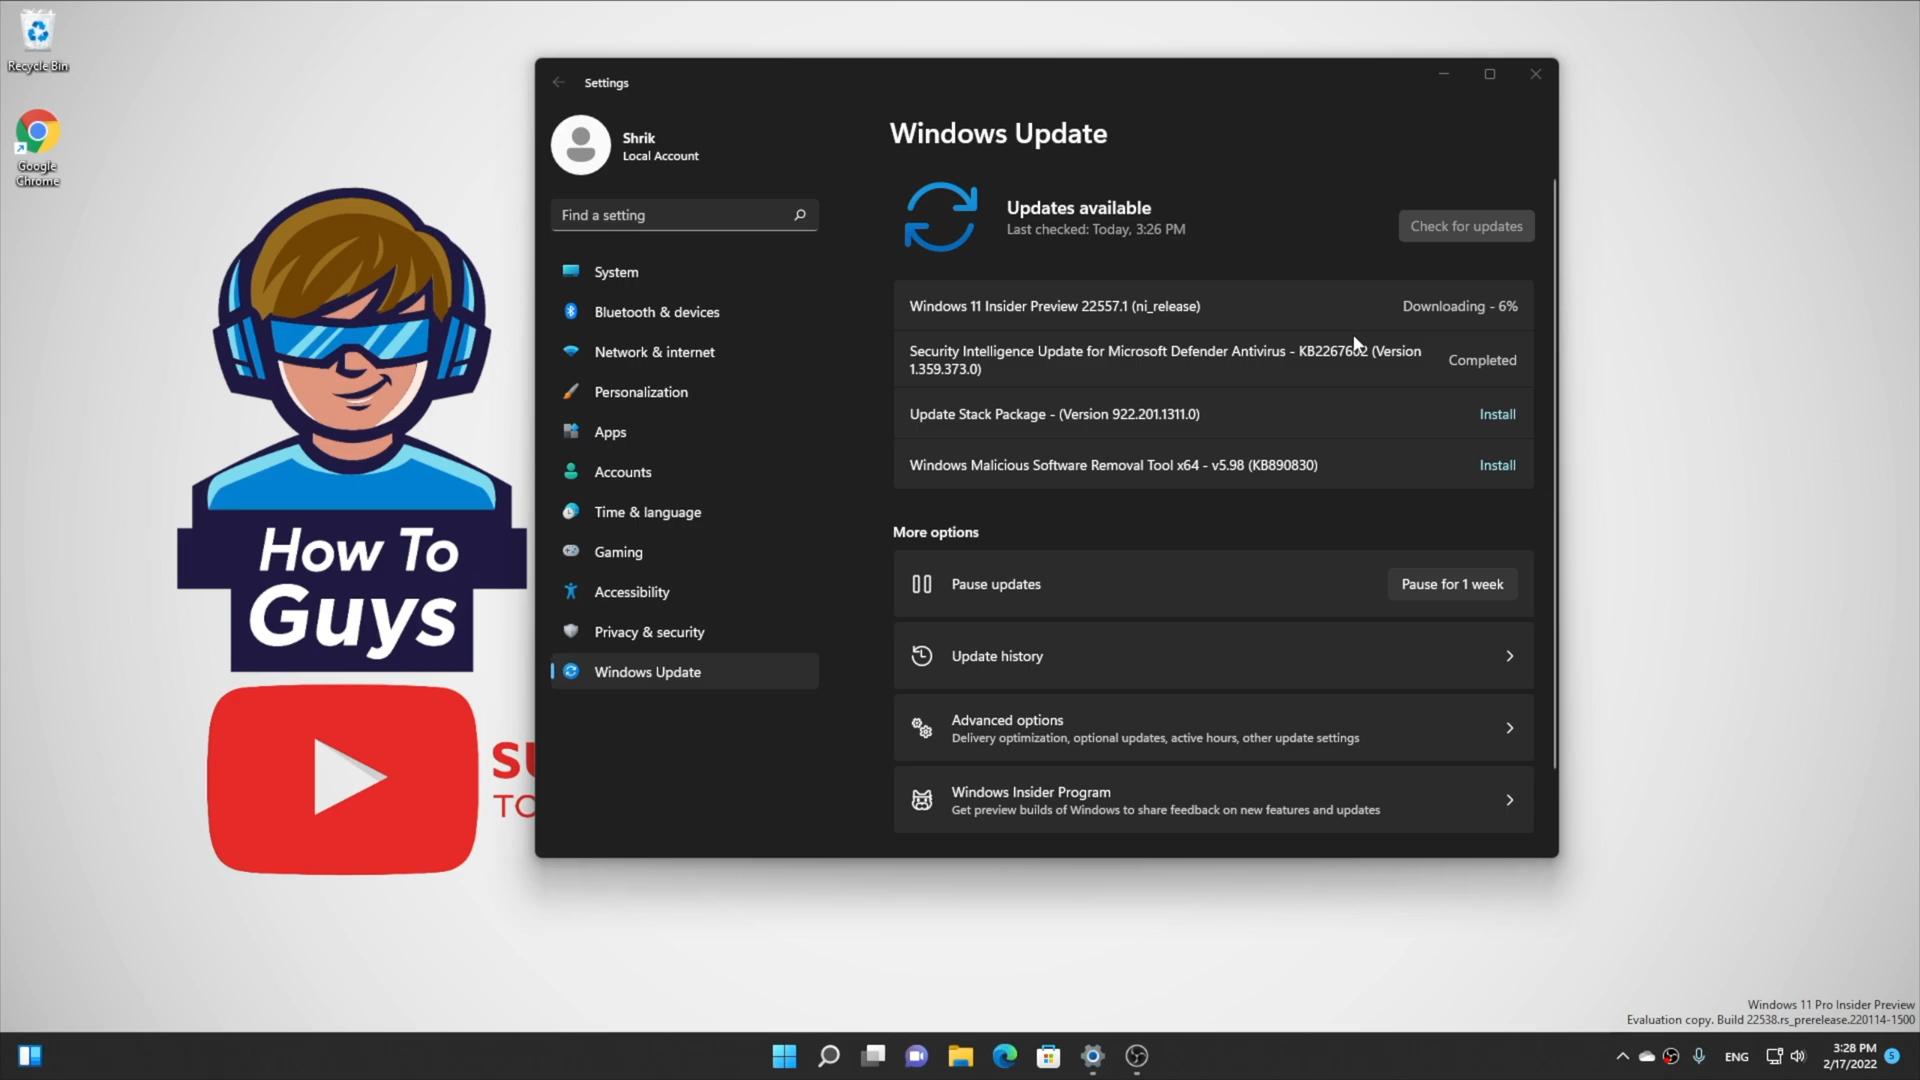 Recycle Bin
Google
Chrome
How To
Guys
SU
TO
Settings
Shrik
Local Account
Find a setting
System
Bluetooth & devices
Network & internet
Personalization
Apps
Accounts
Time & language
Gaming
Accessibility
Privacy & security
Windows Update
Windows Update
Updates available
Last checked: Today, 3:26 PM
Check for updates
Windows 11 Insider Preview 22557.1 (ni_release)
Downloading - 6%
Security Intelligence Update for Microsoft Defender Antivirus - KB2267602 (Version
1.359.373.0)
Completed
Update Stack Package - (Version 922.201.1311.0)
Install
Windows Malicious Software Removal Tool x64 - v5.98 (KB890830)
Install
More options
Pause updates
Pause for 1 week
Update history
Advanced options
Delivery optimization, optional updates, active hours, other update settings
Windows Insider Program
Get preview builds of Windows to share feedback on new features and updates
Windows 11 Pro Insider Preview
Evaluation copy. Build 22538.rs_prerelease.220114-1500
ENG
3:28 PM
2/17/2022
5